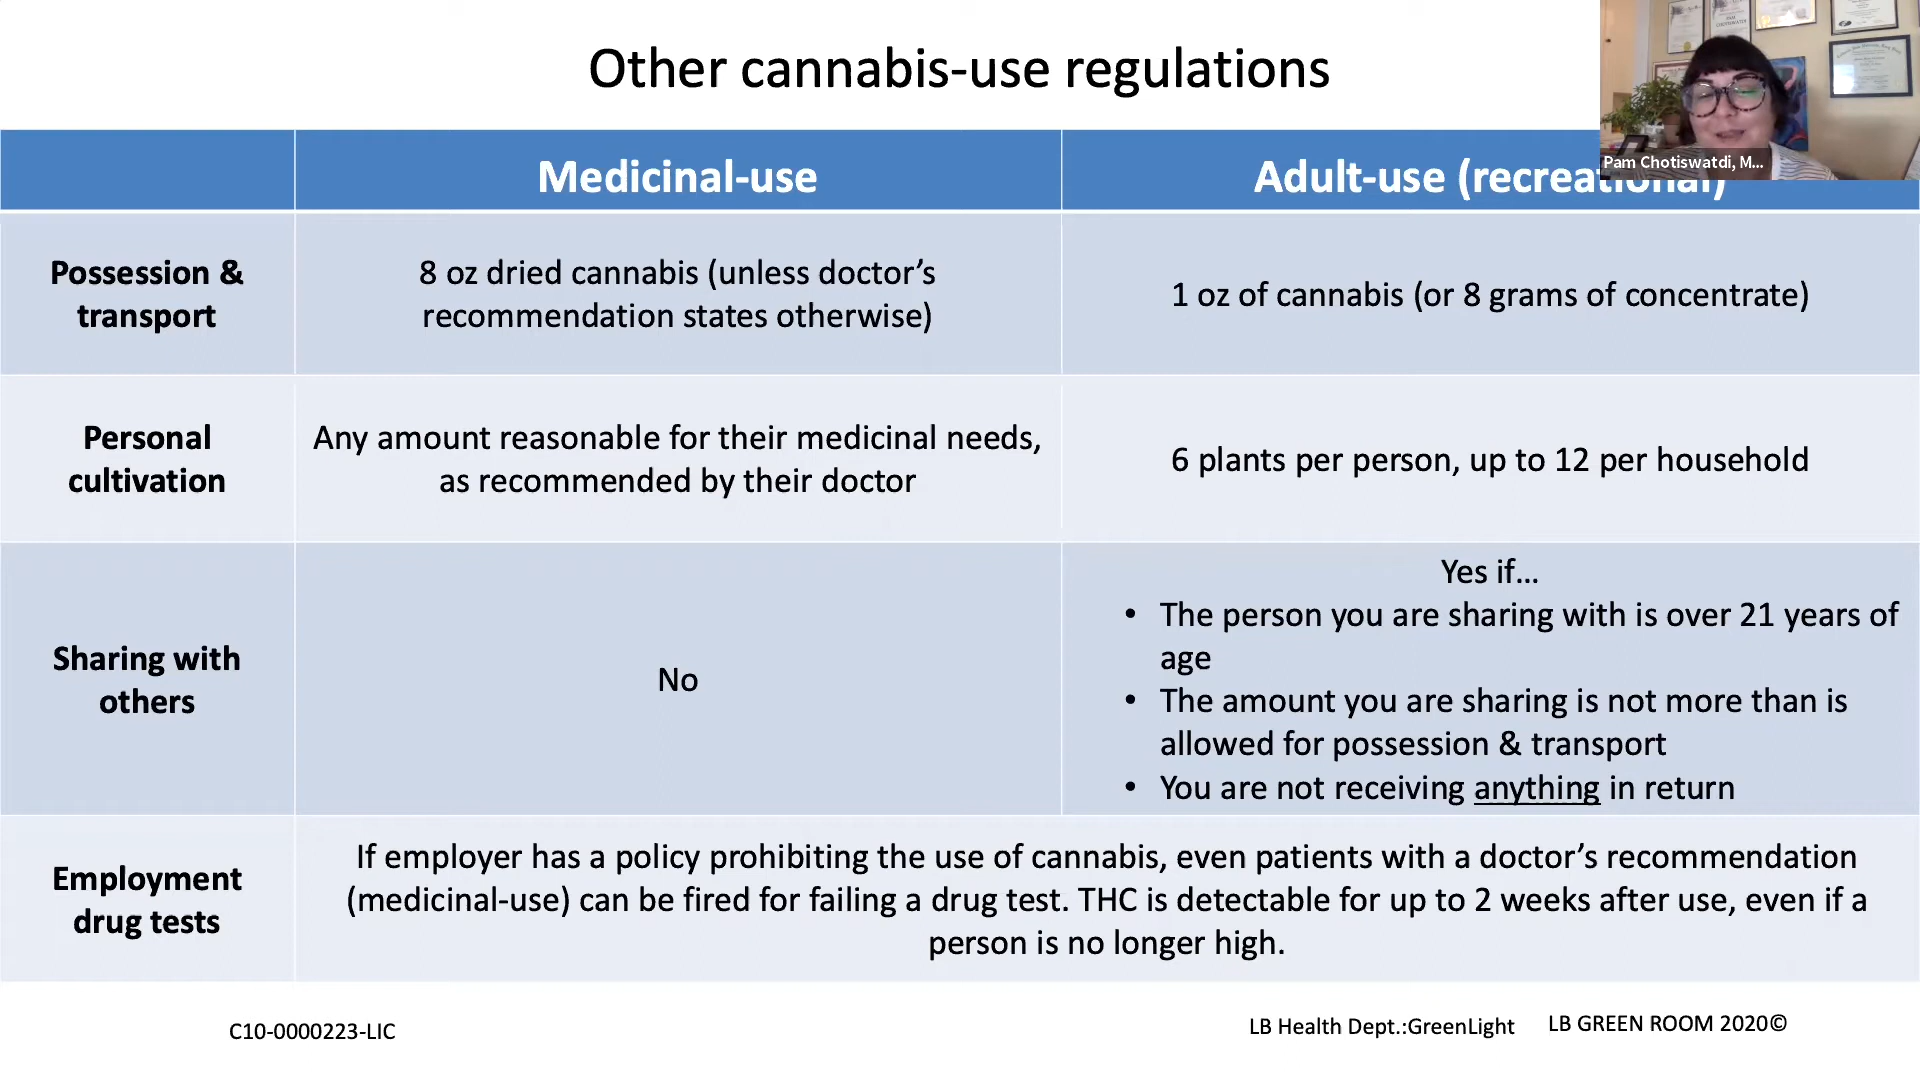 Other cannabis-use regulations
Pam Chotiswatdi, M...
Medicinal-use
Adult-use (recreational)
Possession &
transport
8 oz dried cannabis (unless doctor’s
recommendation states otherwise)
1 oz of cannabis (or 8 grams of concentrate)
Personal
cultivation
Any amount reasonable for their medicinal needs,
as recommended by their doctor
6 plants per person, up to 12 per household
Sharing with
others
No
Yes if…
• The person you are sharing with is over 21 years of
age
• The amount you are sharing is not more than is
allowed for possession & transport
• You are not receiving anything in return
Employment
drug tests
If employer has a policy prohibiting the use of cannabis, even patients with a doctor’s recommendation
(medicinal-use) can be fired for failing a drug test. THC is detectable for up to 2 weeks after use, even if a
person is no longer high.
C10-0000223-LIC
LB Health Dept.:GreenLight
LB GREEN ROOM 2020©